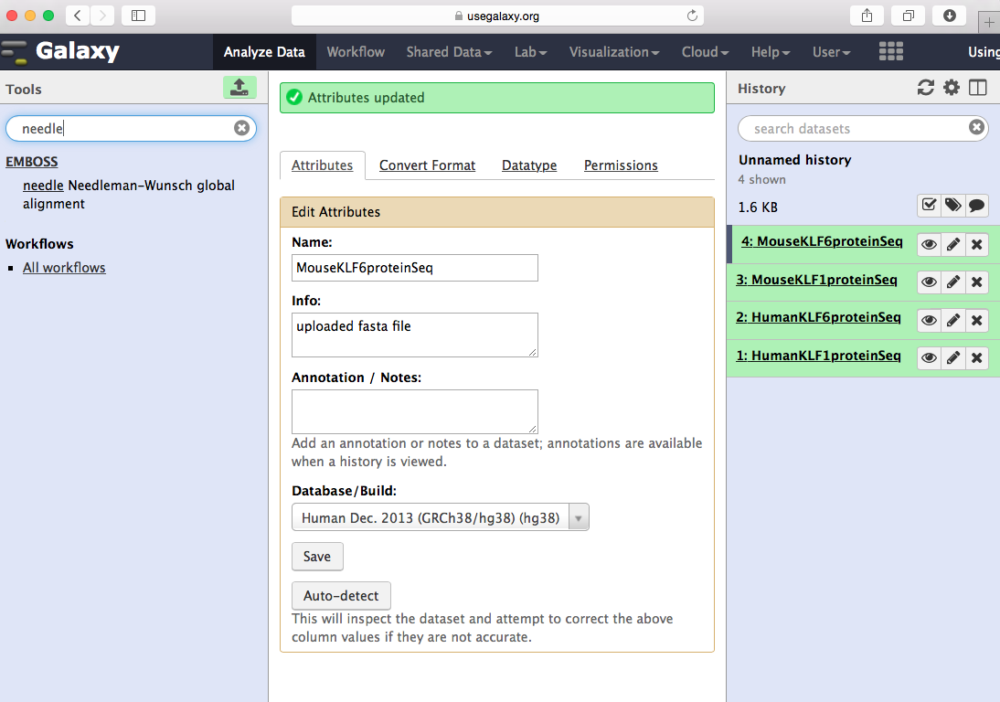 usegalaxy.org
Galaxy
Analyze Data Workflow Shared Data Lab Visualization Cloud Help User Using
Tools
needle
EMBOSS
needle Needleman-Wunsch global
alignment
Workflows
All workflows
Attributes updated
Attributes Convert Format Datatype Permissions
Edit Attributes
Name:
MouseKLF6proteinSeq
Info:
uploaded fasta file
Annotation / Notes:
Add an annotation or notes to a dataset; annotations are available
when a history is viewed.
Database/Build:
Human Dec. 2013 (GRCh38/hg38) (hg38)
Save
Auto-detect
This will inspect the dataset and attempt to correct the above
column values if they are not accurate.
History
search datasets
Unnamed history
4 shown
1.6 KB
4: MouseKLF6proteinSeq
3: MouseKLF1proteinSeq
2: HumanKLF6proteinSeq
1: HumanKLF1proteinSeq